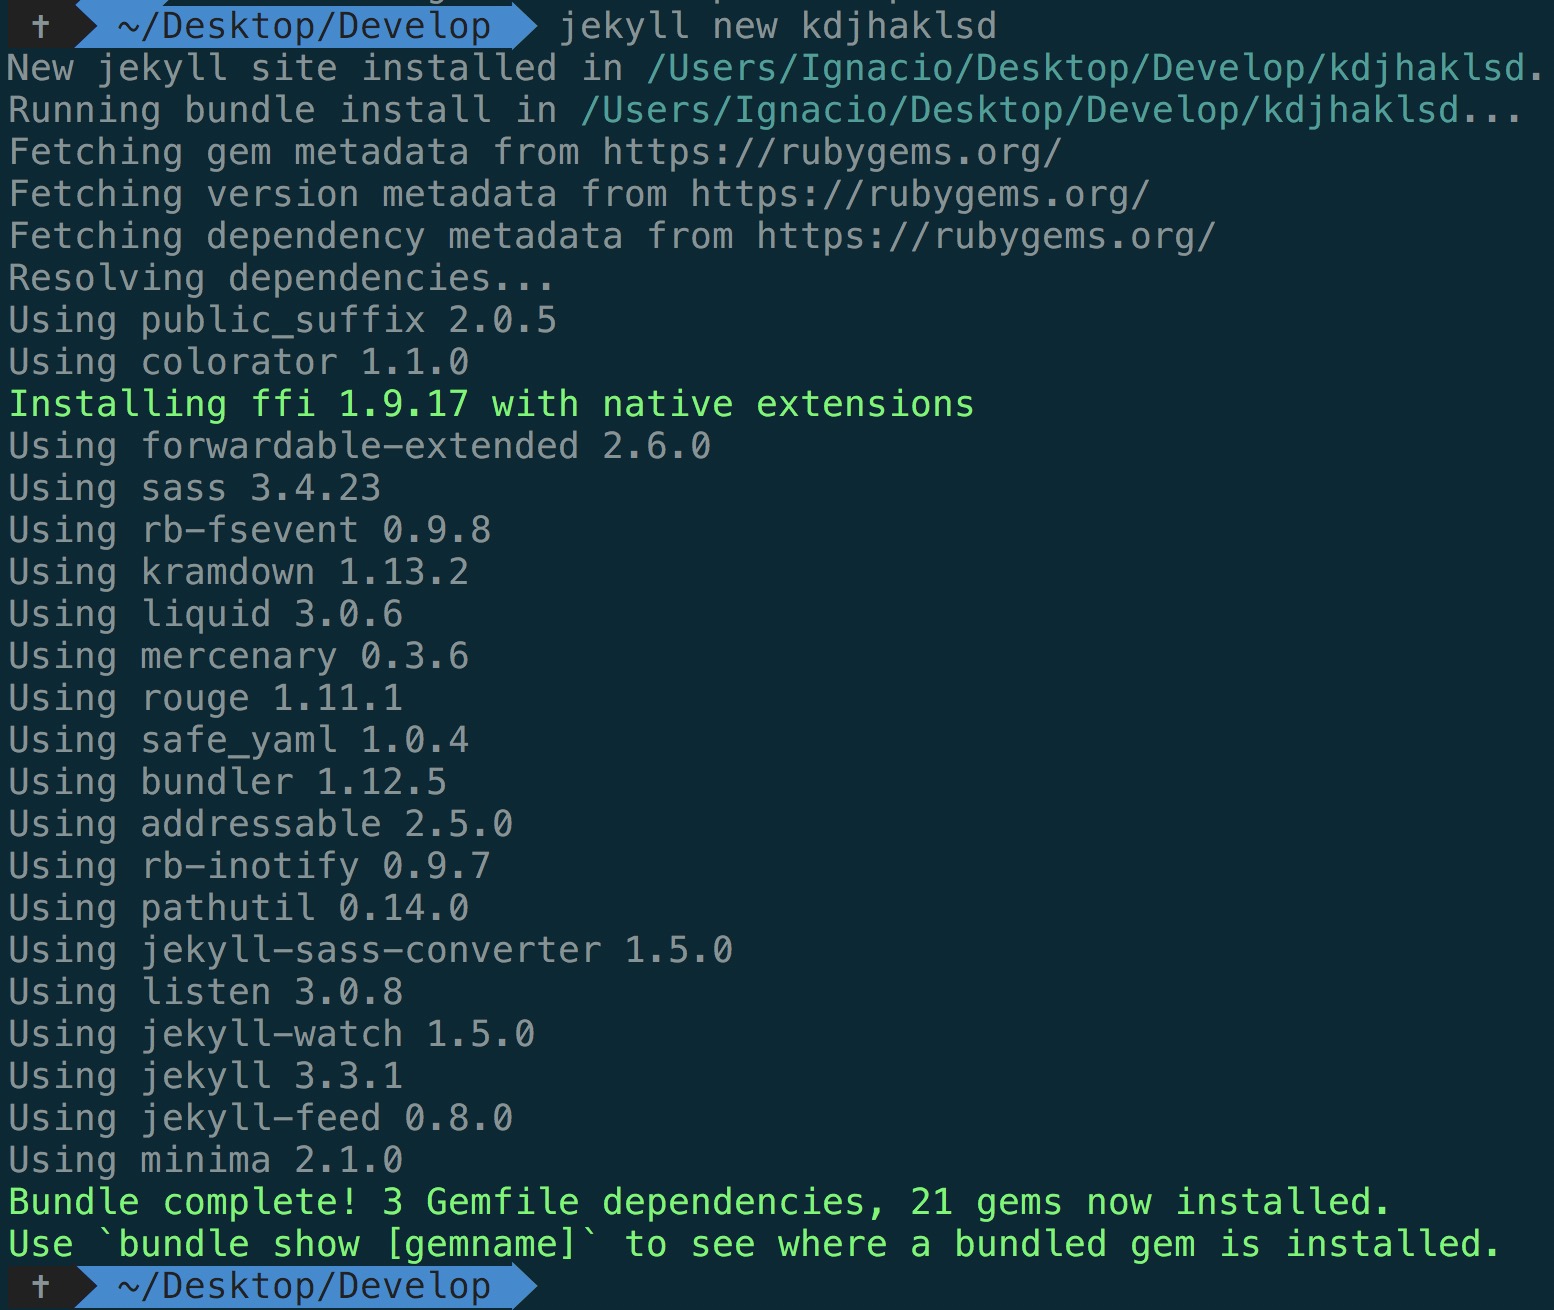 † ~/Desktop/Develop jekyll new kdjhaklsd
New jekyll site installed in /Users/Ignacio/Desktop/Develop/kdjhaklsd.
Running bundle install in /Users/Ignacio/Desktop/Develop/kdjhaklsd...
Fetching gem metadata from https://rubygems.org/
Fetching version metadata from https://rubygems.org/
Fetching dependency metadata from https://rubygems.org/
Resolving dependencies...
Using public_suffix 2.0.5
Using colorator 1.1.0
Installing ffi 1.9.17 with native extensions
Using forwardable-extended 2.6.0
Using sass 3.4.23
Using rb-fsevent 0.9.8
Using kramdown 1.13.2
Using liquid 3.0.6
Using mercenary 0.3.6
Using rouge 1.11.1
Using safe_yaml 1.0.4
Using bundler 1.12.5
Using addressable 2.5.0
Using rb-inotify 0.9.7
Using pathutil 0.14.0
Using jekyll-sass-converter 1.5.0
Using listen 3.0.8
Using jekyll-watch 1.5.0
Using jekyll 3.3.1
Using jekyll-feed 0.8.0
Using minima 2.1.0
Bundle complete! 3 Gemfile dependencies, 21 gems now installed.
Use `bundle show [gemname]` to see where a bundled gem is installed.
† ~/Desktop/Develop